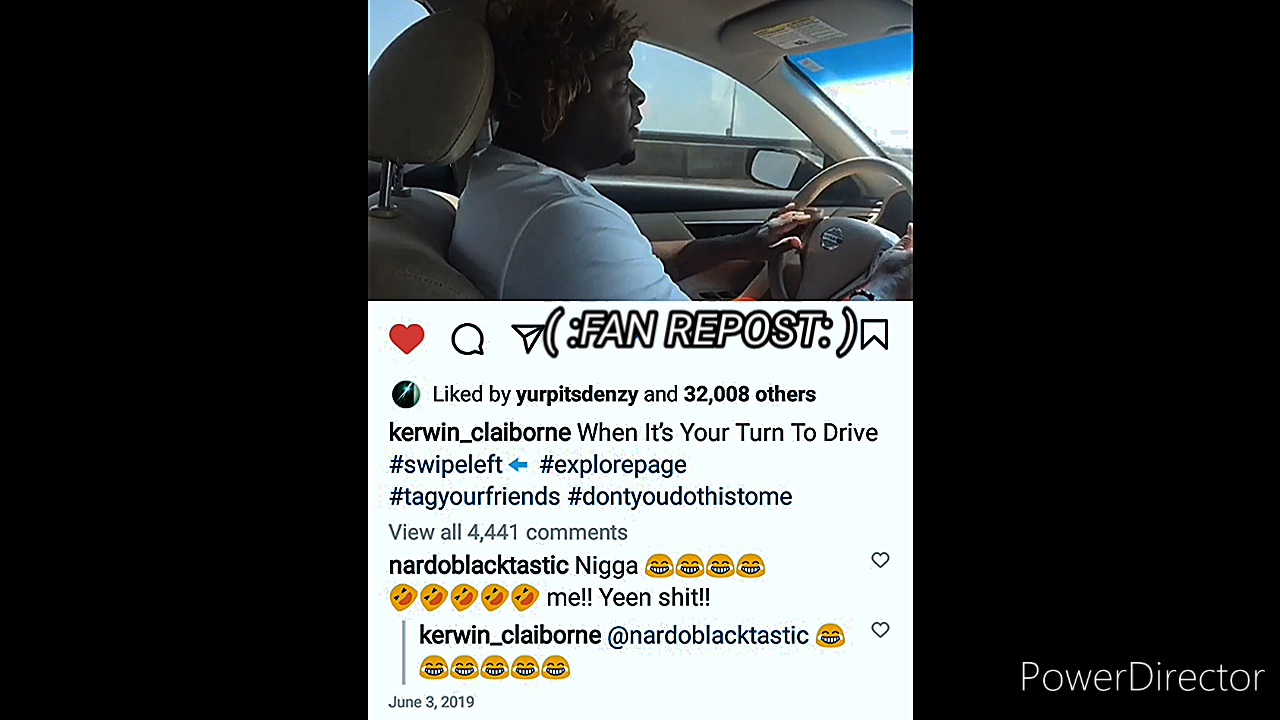 ( :FAN REPOST: )
Liked by yurpitsdenzy and 32,008 others
kerwin_claiborne When It’s Your Turn To Drive
#swipeleft⬅ #explorepage
#tagyourfriends #dontyoudothistome
View all 4,441 comments
nardoblacktastic Nigga 😂😂😂😂
🤣🤣🤣🤣🤣 me!! Yeen shit!!
kerwin_claiborne @nardoblacktastic 😂
😂😂😂😂😂
June 3, 2019
PowerDirector